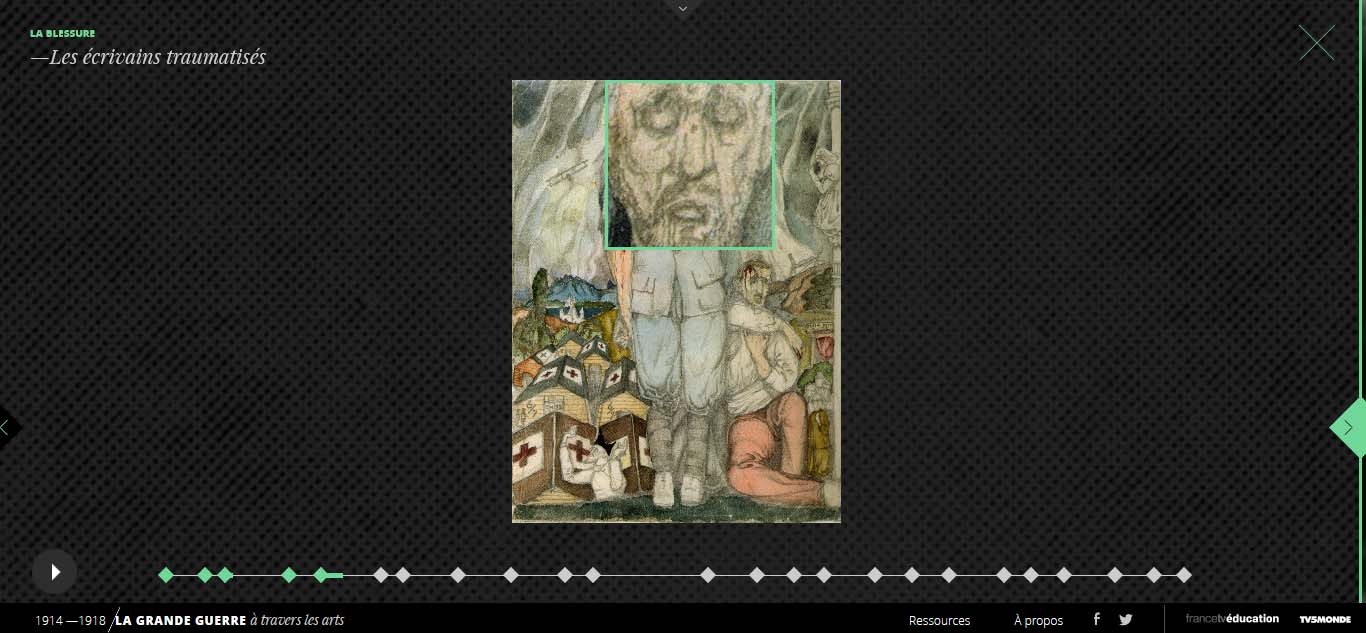 LA BLESSURE
—Les écrivains traumatisés
1914 —1918 / LA GRANDE GUERRE à travers les arts
Ressources
À propos
francetvéducation
TV5MONDE